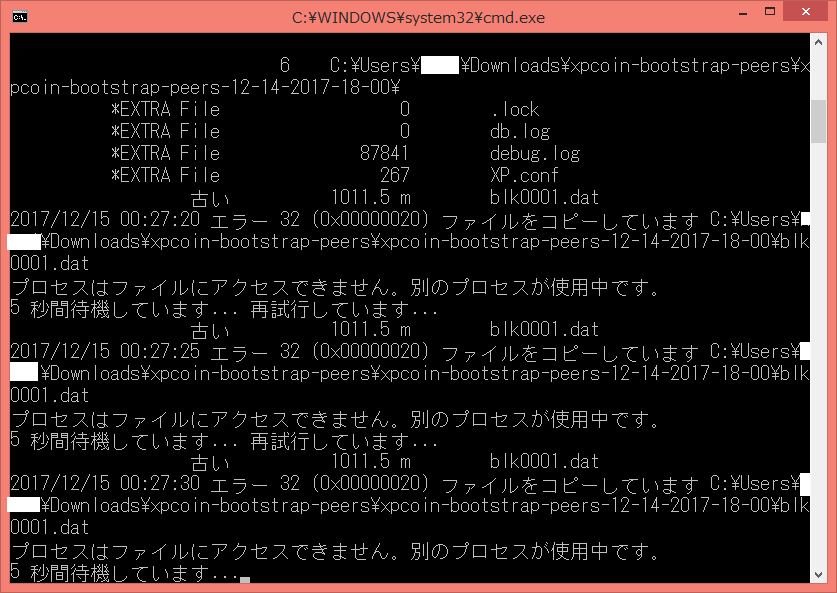 C:¥WINDOWS¥system32¥cmd.exe
6 C:¥Users¥ ¥Downloads¥xpcoin-bootstrap-peers¥x
pcoin-bootstrap-peers-12-14-2017-18-00¥
*EXTRA File 0 .lock
*EXTRA File 0 db.log
*EXTRA File 87841 debug.log
*EXTRA File 267 XP.conf
古い 1011.5 m blk0001.dat
2017/12/15 00:27:20 エラー 32 (0x00000020) ファイルをコピーしています C:¥Users¥
¥Downloads¥xpcoin-bootstrap-peers¥xpcoin-bootstrap-peers-12-14-2017-18-00¥blk
0001.dat
プロセスはファイルにアクセスできません。別のプロセスが使用中です。
5 秒間待機しています... 再試行しています...
古い 1011.5 m blk0001.dat
2017/12/15 00:27:25 エラー 32 (0x00000020) ファイルをコピーしています C:¥Users¥
¥Downloads¥xpcoin-bootstrap-peers¥xpcoin-bootstrap-peers-12-14-2017-18-00¥blk
0001.dat
プロセスはファイルにアクセスできません。別のプロセスが使用中です。
5 秒間待機しています... 再試行しています...
古い 1011.5 m blk0001.dat
2017/12/15 00:27:30 エラー 32 (0x00000020) ファイルをコピーしています C:¥Users¥
¥Downloads¥xpcoin-bootstrap-peers¥xpcoin-bootstrap-peers-12-14-2017-18-00¥blk
0001.dat
プロセスはファイルにアクセスできません。別のプロセスが使用中です。
5 秒間待機しています...